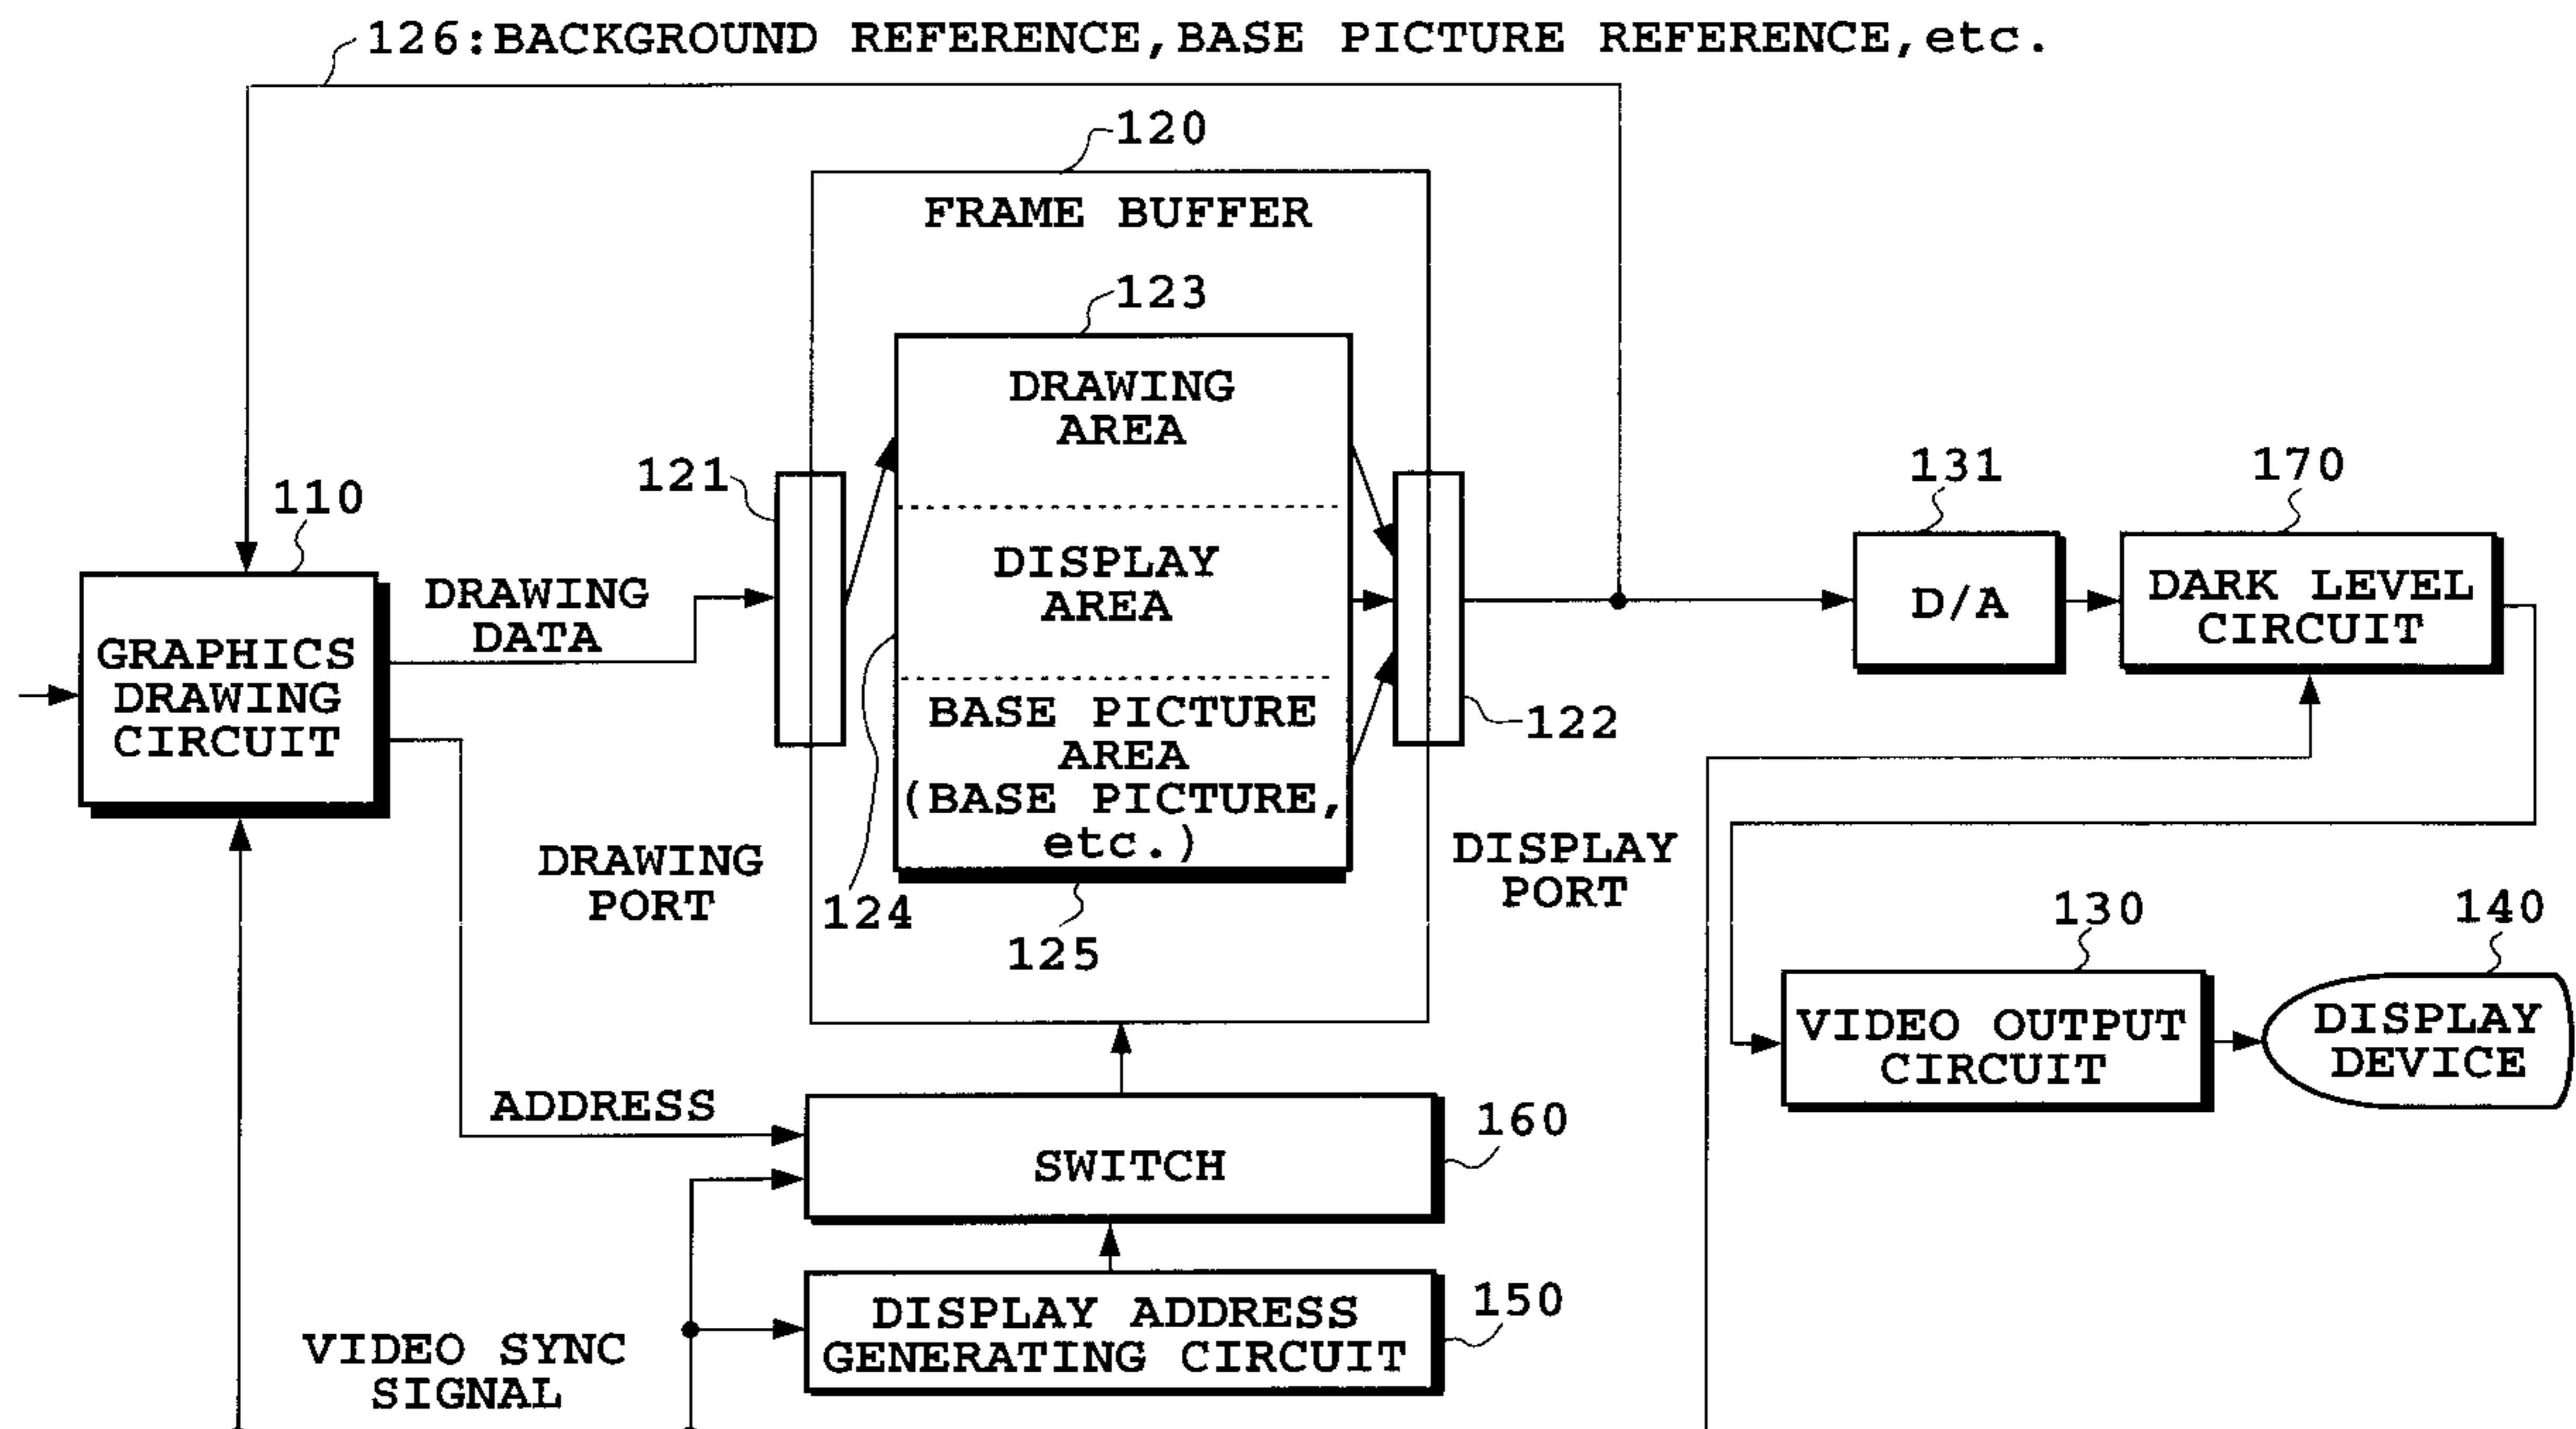 126:BACKGROUND REFERENCE,BASE PICTURE REFERENCE,etc.
120
FRAME BUFFER
123
DRAWING
AREA
DISPLAY
AREA
BASE PICTURE
AREA
(BASE PICTURE,
etc.)
121
110
GRAPHICS
DRAWING
CIRCUIT
DRAWING
DATA
DRAWING
PORT
124
125
122
DISPLAY
PORT
131
D/A
170
DARK LEVEL
CIRCUIT
130
VIDEO OUTPUT
CIRCUIT
140
DISPLAY
DEVICE
ADDRESS
SWITCH
160
DISPLAY ADDRESS
GENERATING CIRCUIT
150
VIDEO SYNC
SIGNAL